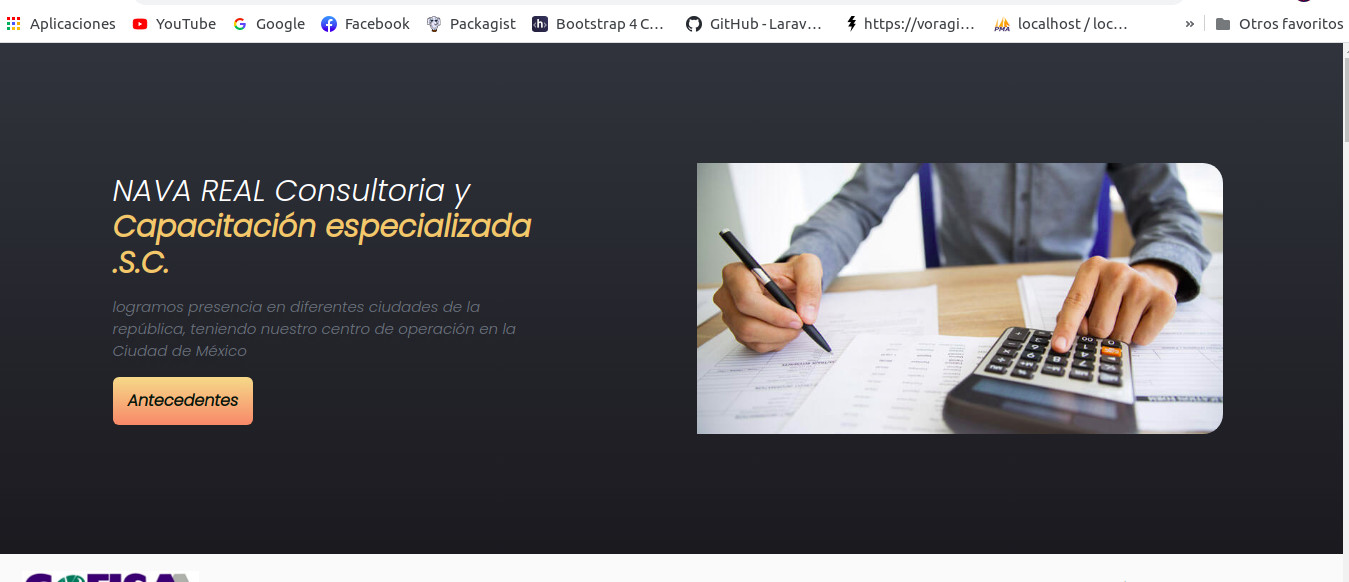 Aplicaciones YouTube Google Facebook Packagist Bootstrap 4 C... GitHub - Larav... https://voragi... localhost / loc... » Otros favoritos
NAVA REAL Consultoria y
Capacitación especializada
.S.C.
logramos presencia en diferentes ciudades de la
república, teniendo nuestro centro de operación en la
Ciudad de México
Antecedentes